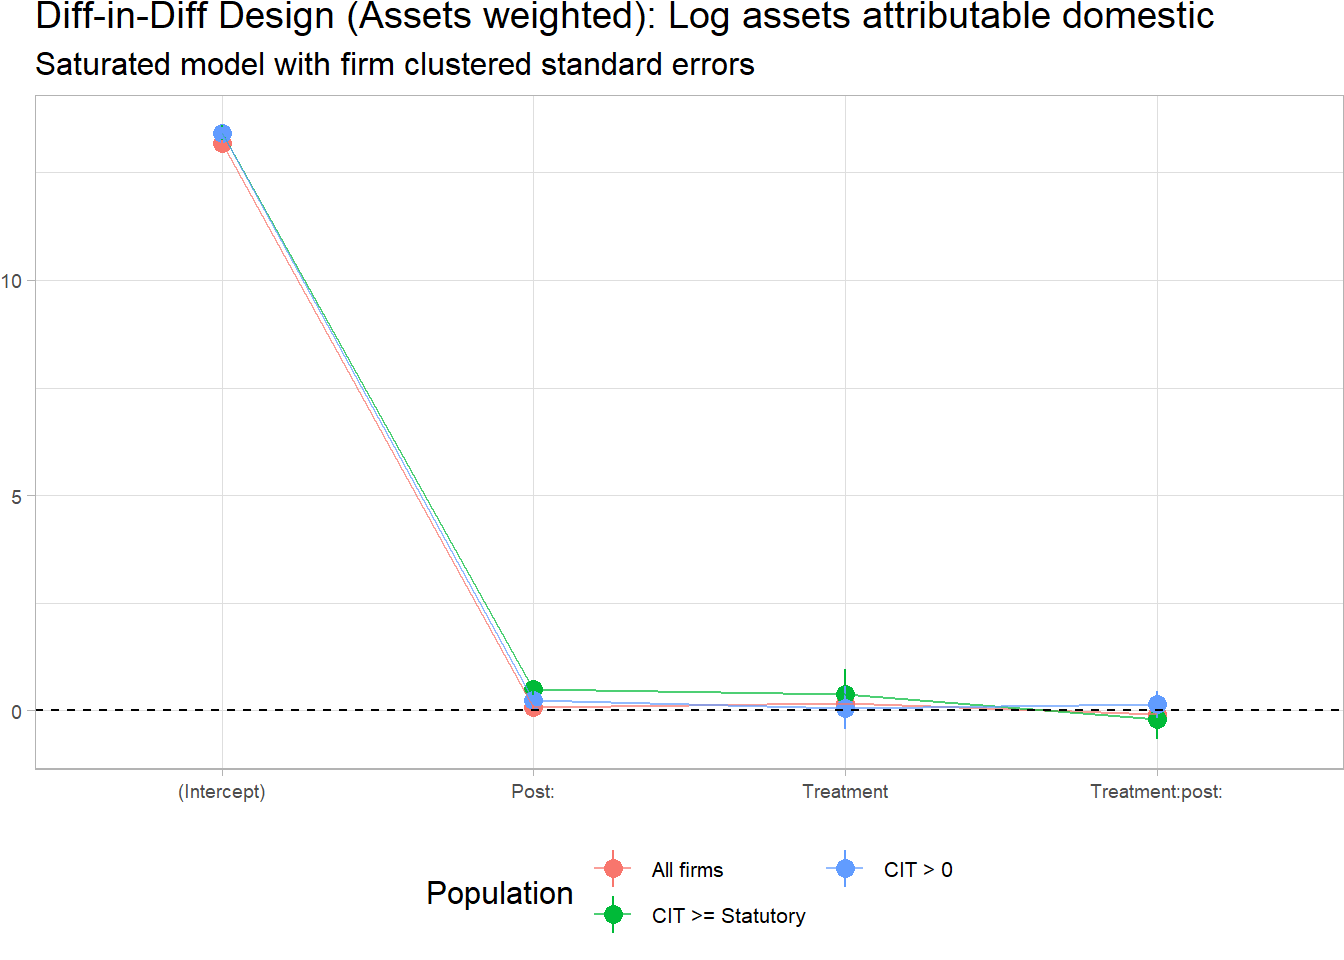 Diff-in-Diff Design (Assets weighted): Log assets attributable domestic
Saturated model with firm clustered standard errors
10
5
0
(Intercept)
Post:
Treatment
Treatment:post:
Population
All firms
CIT >= Statutory
CIT > 0